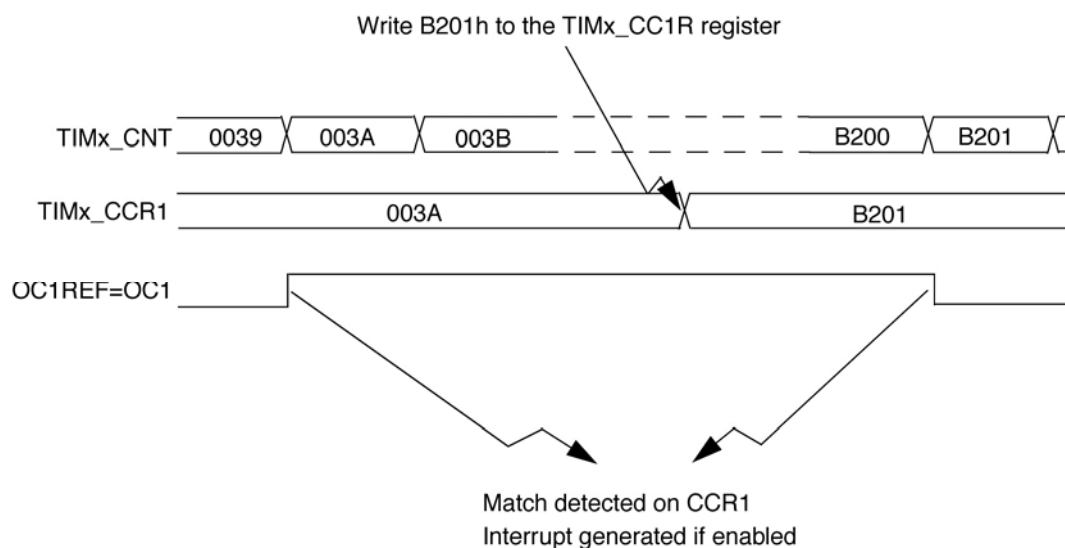 Write B201h to the TIMx_CC1R register
TIMx_CNT 0039 003A 003B B200 B201
TIMx_CCR1 003A B201
OC1REF=OC1
Match detected on CCR1
Interrupt generated if enabled